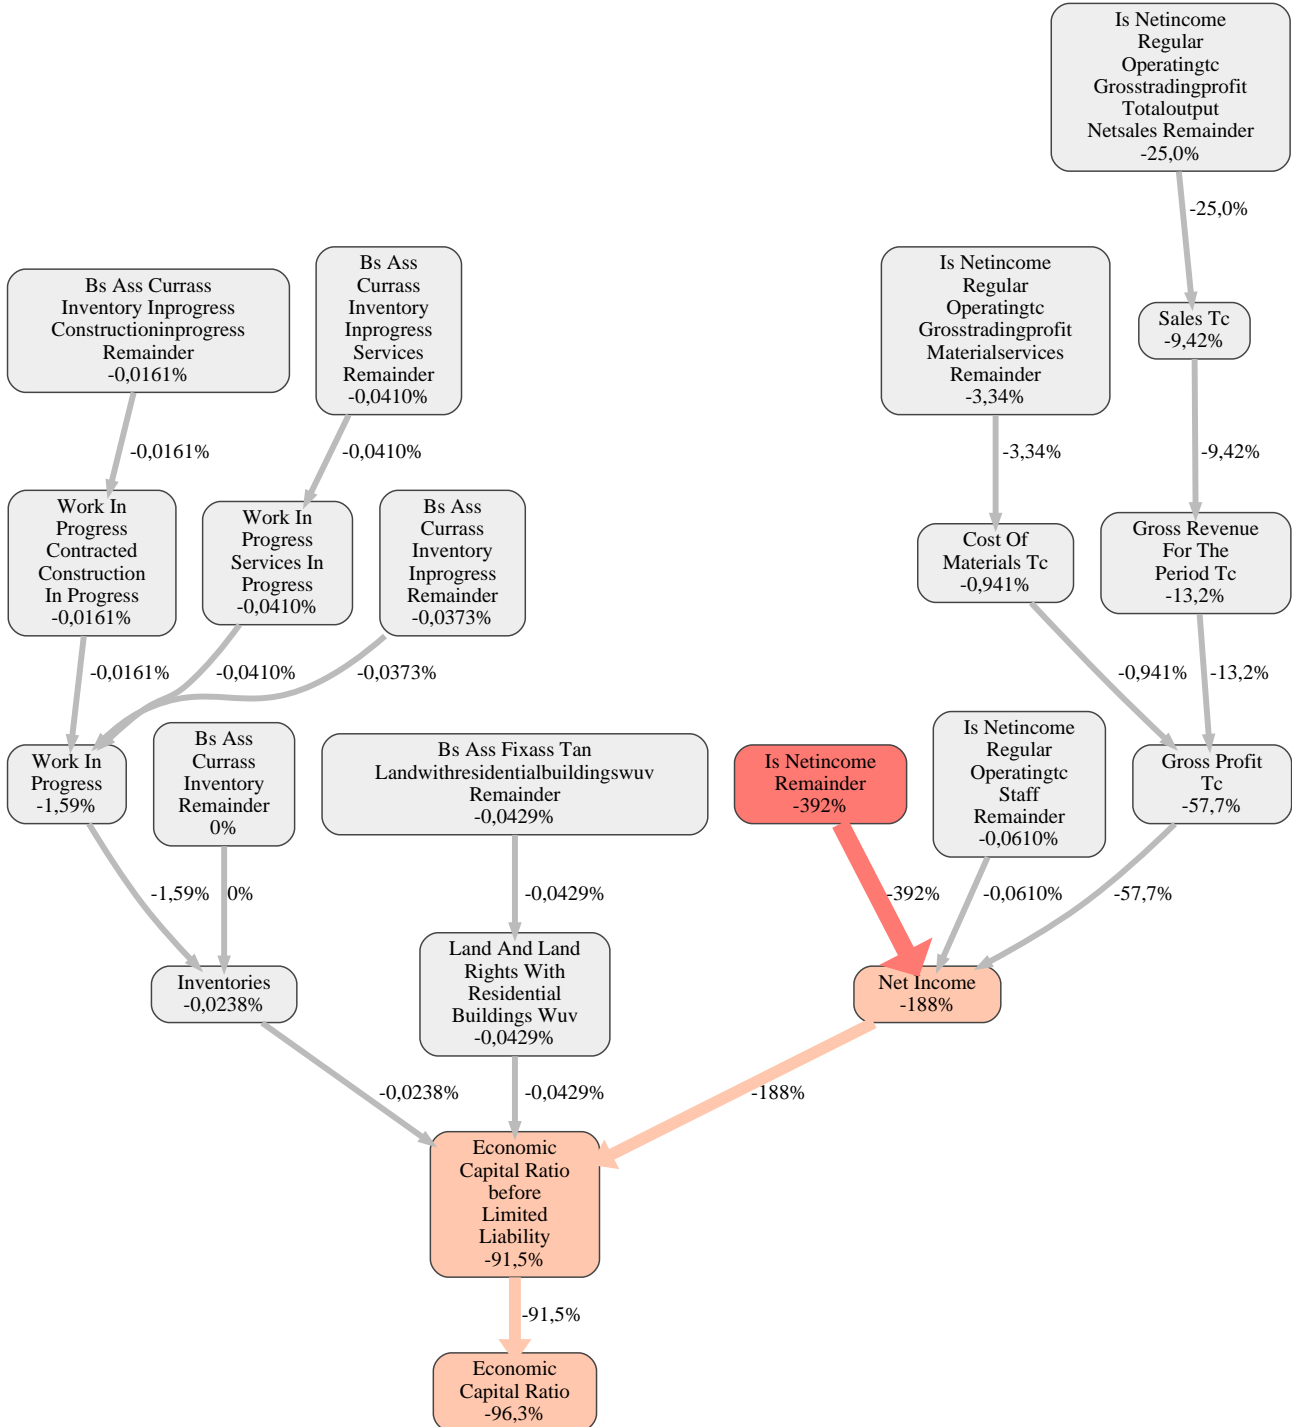 Is Netincome
Regular
Operatingtc
Grosstradingprofit
Totaloutput
Netsales Remainder
-25,0%
-25,0%
Bs Ass Currass
Inventory Inprogress
Constructioninprogress
Remainder
-0,0161%
Bs Ass
Currass
Inventory
Inprogress
Services
Remainder
-0,0410%
Is Netincome
Regular
Operatingtc
Grosstradingprofit
Materialservices
Remainder
-3,34%
Sales Tc
-9,42%
-0,0161%
-0,0410%
-3,34%
-9,42%
Work In
Progress
Contracted
Construction
In Progress
-0,0161%
Work In
Progress
Services In
Progress
-0,0410%
Bs Ass
Currass
Inventory
Inprogress
Remainder
-0,0373%
Cost Of
Materials Tc
-0,941%
Gross Revenue
For The
Period Tc
-13,2%
-0,0161%
-0,0410%
-0,0373%
-0,941%
-13,2%
Work In
Progress
-1,59%
Bs Ass
Currass
Inventory
Remainder
0%
Bs Ass Fixass Tan
Landwithresidentialbuildingswuv
Remainder
-0,0429%
Is Netincome
Remainder
-392%
Is Netincome
Regular
Operatingtc
Staff
Remainder
-0,0610%
Gross Profit
Tc
-57,7%
-1,59%
0%
-0,0429%
-392%
-0,0610%
-57,7%
Inventories
-0,0238%
Land And Land
Rights With
Residential
Buildings Wuv
-0,0429%
Net Income
-188%
-0,0238%
-0,0429%
-188%
Economic
Capital Ratio
before
Limited
Liability
-91,5%
-91,5%
Economic
Capital Ratio
-96,3%